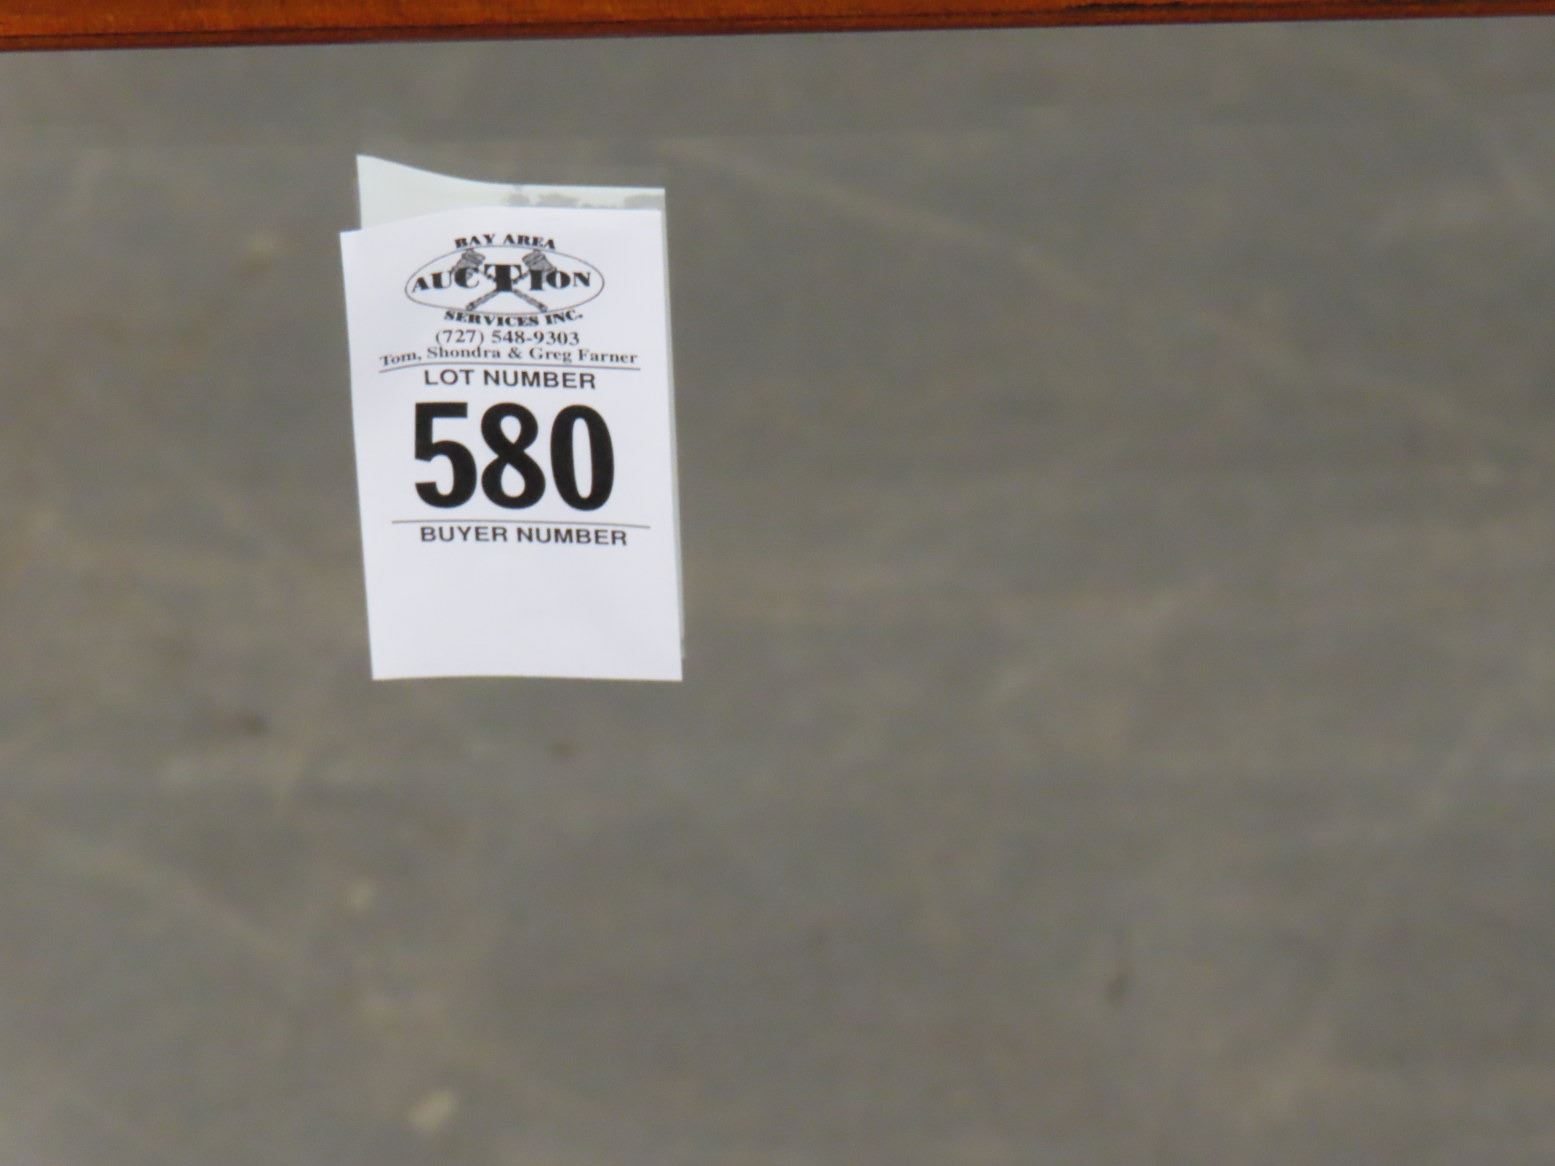 BAY AREA
AUCTION
SERVICES INC.
(727) 548-9303
Tom, Shondra & Greg Farner
LOT NUMBER
580
BUYER NUMBER